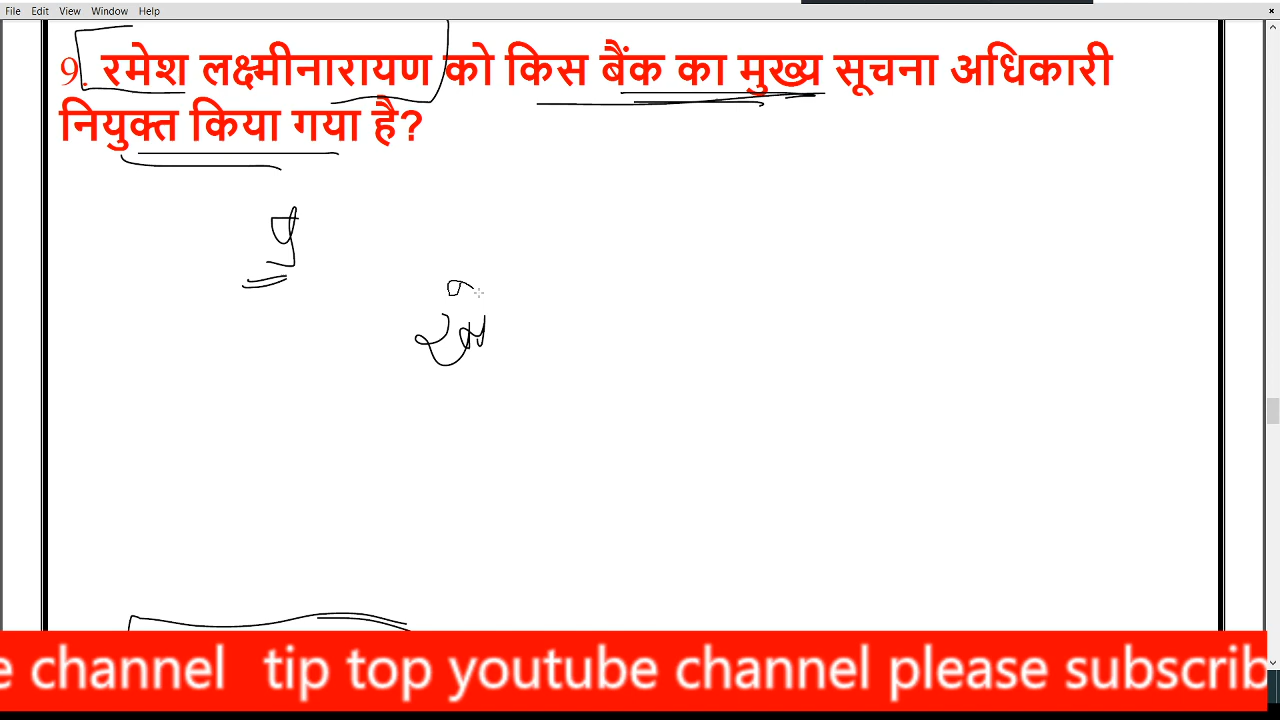 File Edit View Window Help
9. रमेश लक्ष्मीनारायण को किस बैंक का मुख्य सूचना अधिकारी
नियुक्त किया गया है?
e channel tip top youtube channel please subscrib